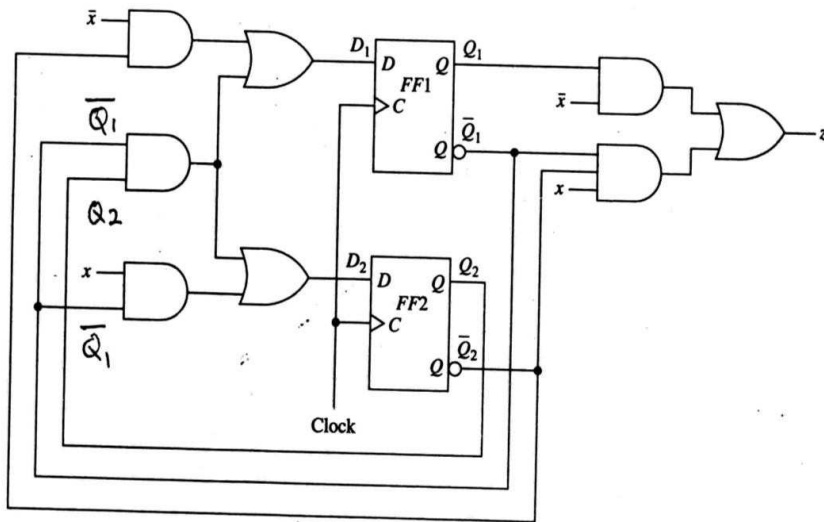 x̄
D₁
Q₁
D
Q
FF1
C
x̄
Q̄₁
Q̄₁
Q
z
x
Q2
x
D₂
Q₂
D
Q
FF2
C
Q̄₁
Q̄₂
Q
Clock